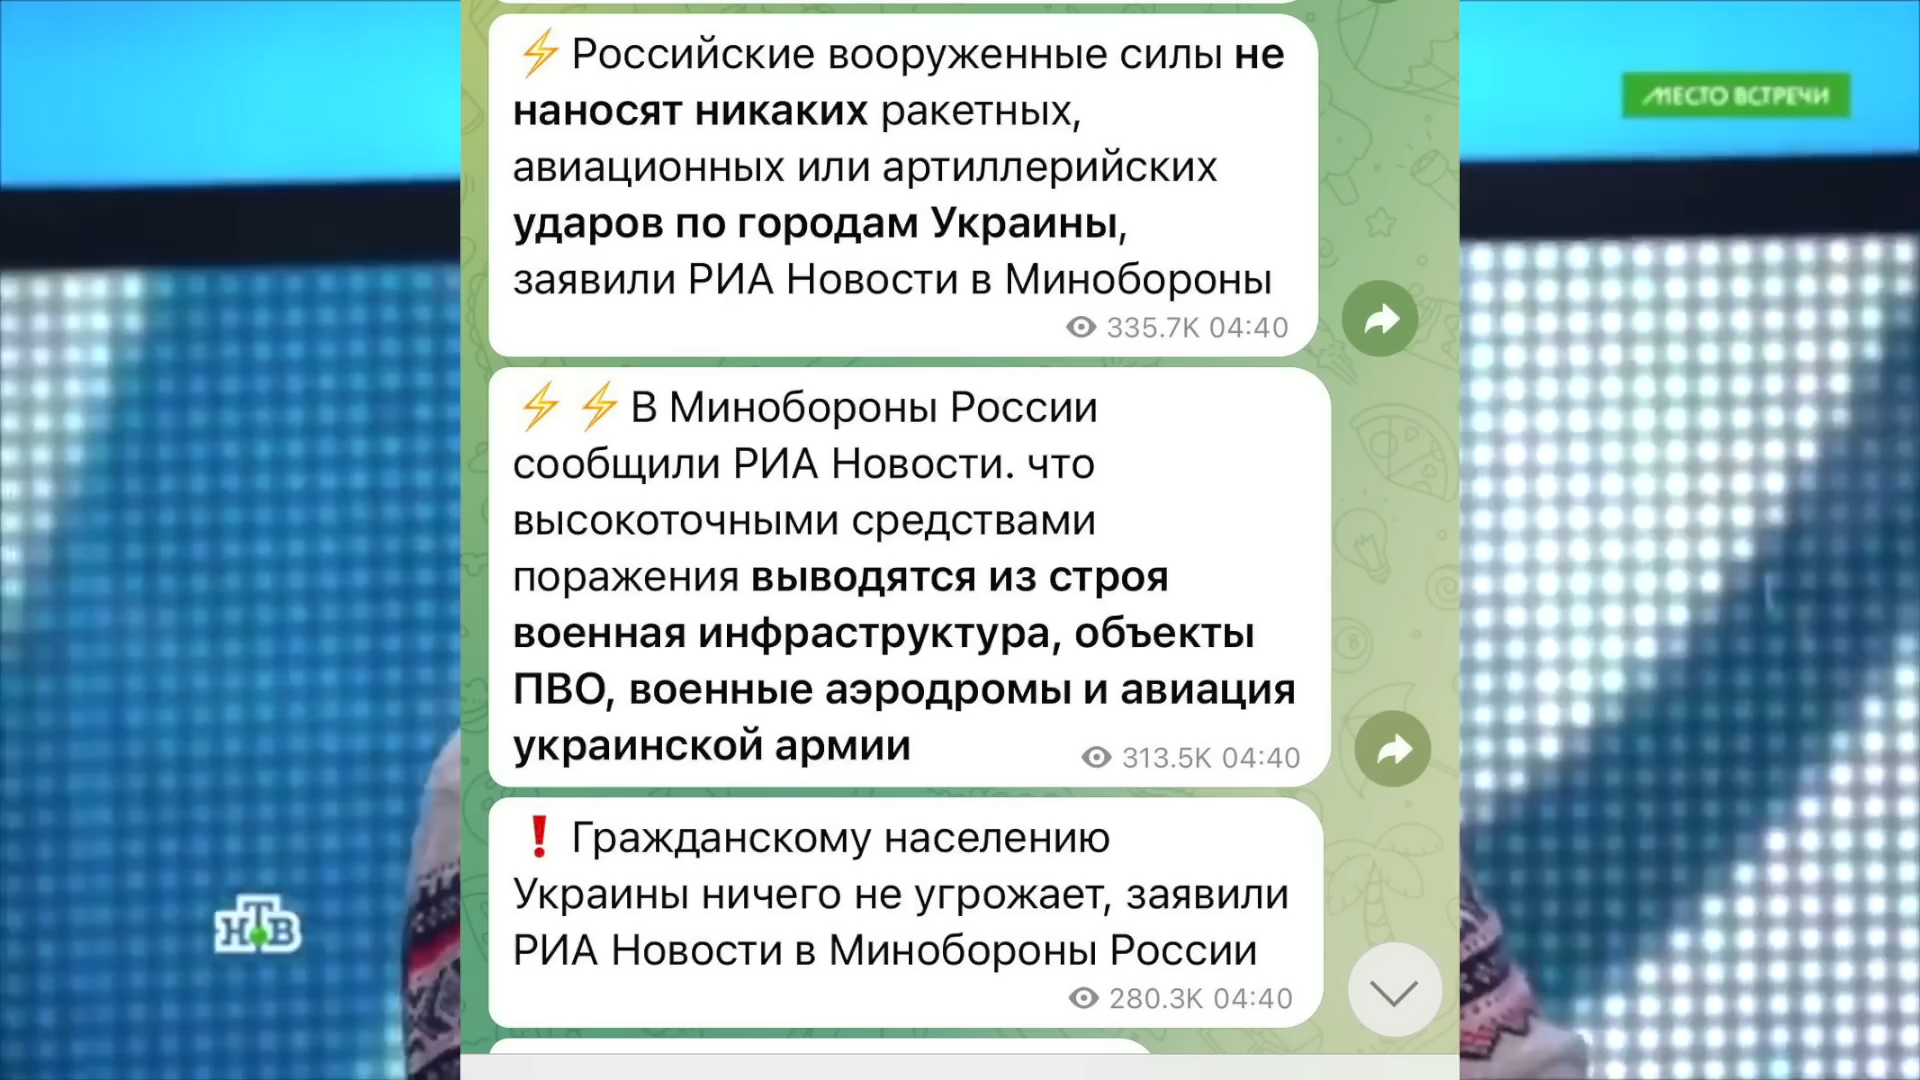 ⚡ Российские вооруженные силы не
наносят никаких ракетных,
авиационных или артиллерийских
ударов по городам Украины,
заявили РИА Новости в Минобороны
335.7K 04:40
⚡ ⚡ В Минобороны России
сообщили РИА Новости. что
высокоточными средствами
поражения выводятся из строя
военная инфраструктура, объекты
ПВО, военные аэродромы и авиация
украинской армии
313.5K 04:40
❗ Гражданскому населению
Украины ничего не угрожает, заявили
РИА Новости в Минобороны России
280.3K 04:40
МЕСТО ВСТРЕЧИ
НТВ